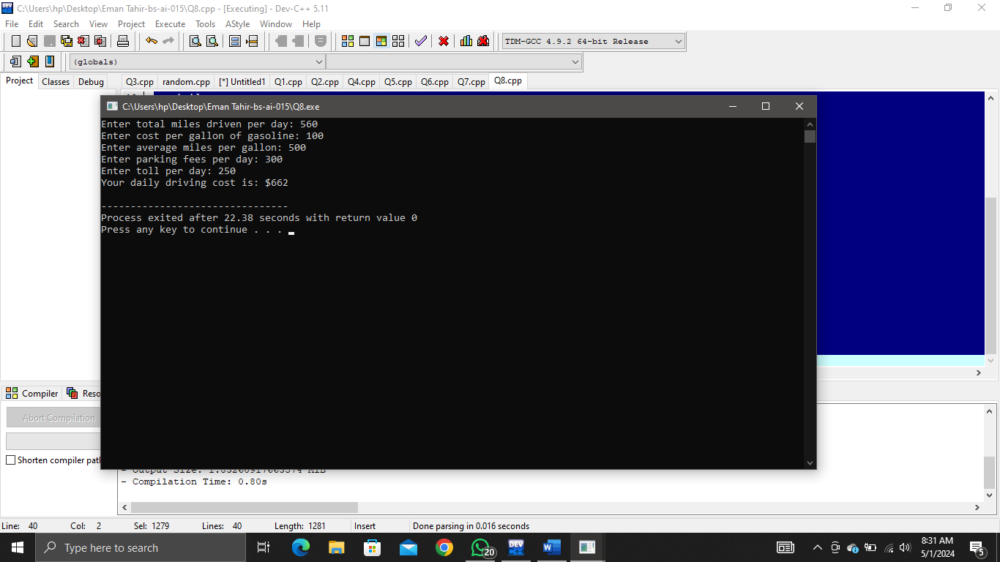 C:\Users\hp\Desktop\Eman Tahir-bs-ai-015\Q8.cpp - [Executing] - Dev-C++ 5.11
File Edit Search View Project Execute Tools AStyle Window Help
TDM-GCC 4.9.2 64-bit Release
(globals)
Project Classes Debug Q3.cpp random.cpp [*] Untitled1 Q1.cpp Q2.cpp Q4.cpp Q5.cpp Q6.cpp Q7.cpp Q8.cpp
C:\Users\hp\Desktop\Eman Tahir-bs-ai-015\Q8.exe
Enter total miles driven per day: 560
Enter cost per gallon of gasoline: 100
Enter average miles per gallon: 500
Enter parking fees per day: 300
Enter toll per day: 250
Your daily driving cost is: $662
--------------------------------
Process exited after 22.38 seconds with return value 0
Press any key to continue . . .
Compiler Reso
Abort Compilation
Shorten compiler pat
- Output Size:
- Compilation Time: 0.80s
Line: 40 Col: 2 Sel: 1279 Lines: 40 Length: 1281 Insert Done parsing in 0.016 seconds
Type here to search
DEV
20
8:31 AM
5/1/2024
5